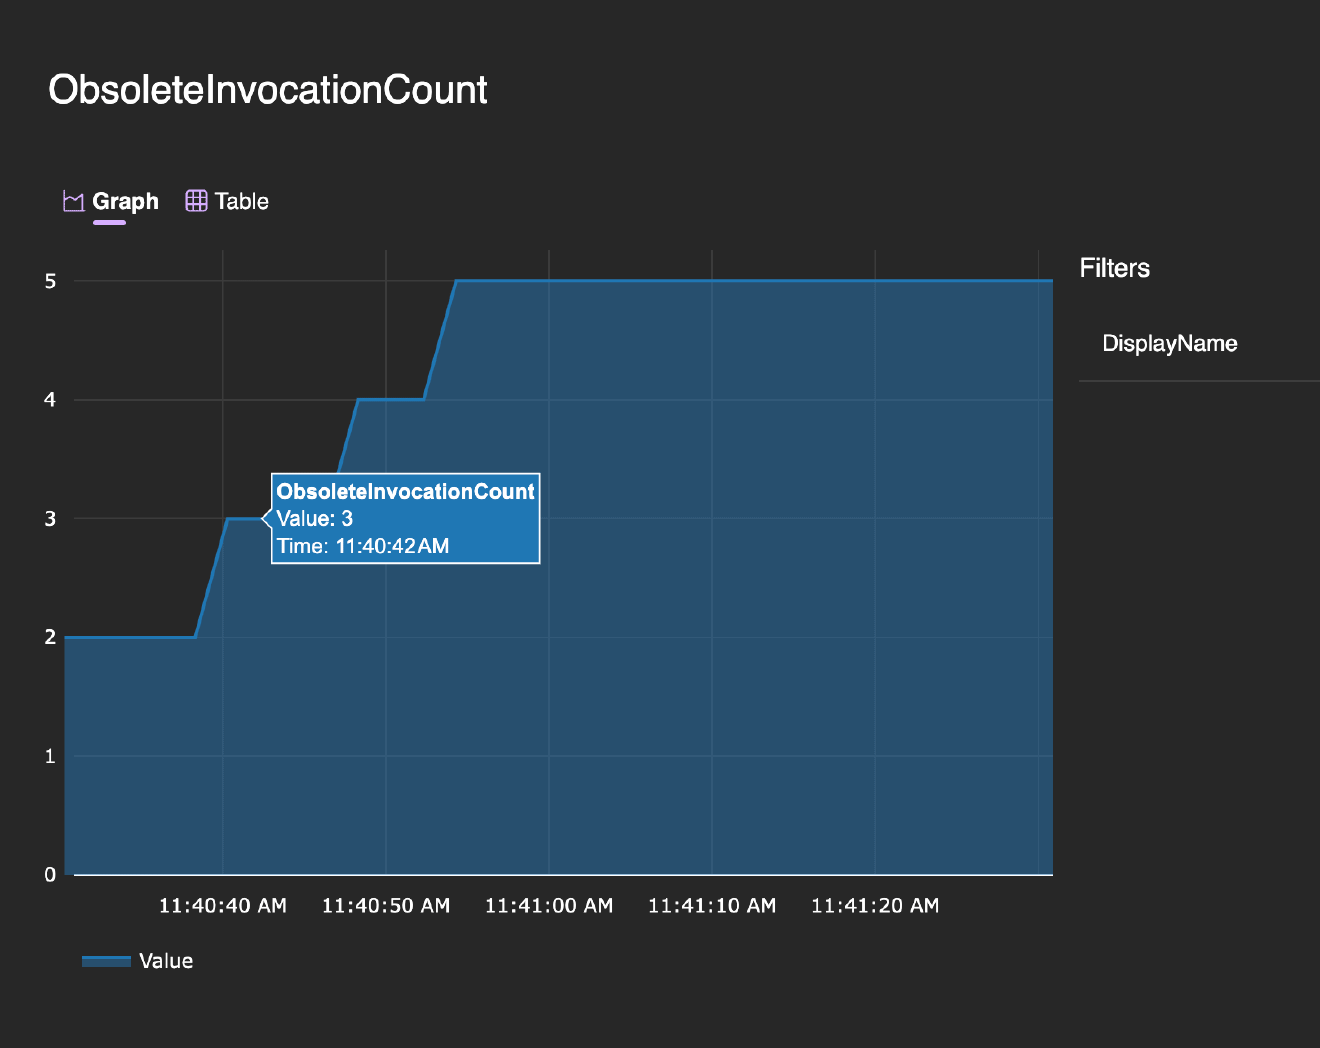 ObsoleteInvocationCount
Graph Table
Filters
DisplayName
5
4
3
2
1
0
ObsoleteInvocationCount
Value: 3
Time: 11:40:42 AM
11:40:40 AM 11:40:50 AM 11:41:00 AM 11:41:10 AM 11:41:20 AM
Value